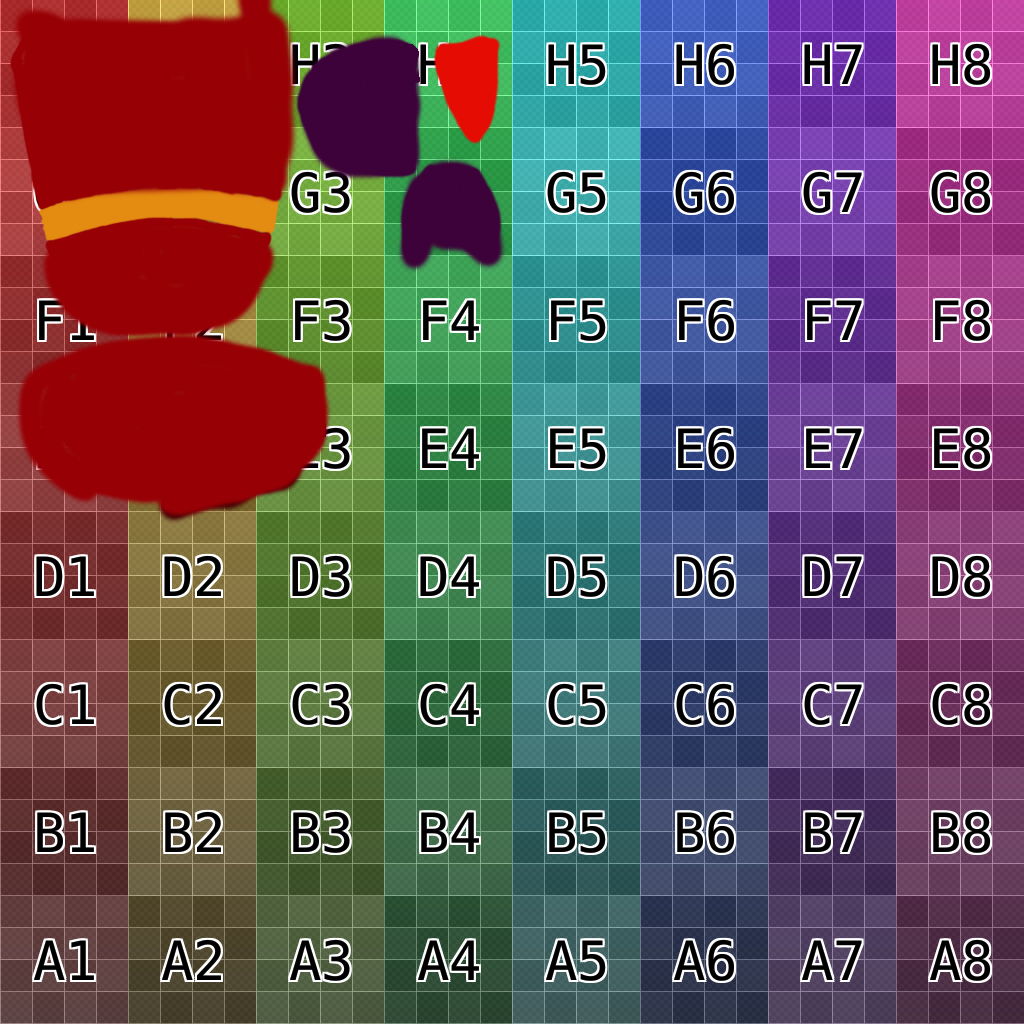 H5 H6 H7 H8
G3 G5 G6 G7 G8
F1 F3 F4 F5 F6 F7 F8
E4 E5 E6 E7 E8
D1 D2 D3 D4 D5 D6 D7 D8
C1 C2 C3 C4 C5 C6 C7 C8
B1 B2 B3 B4 B5 B6 B7 B8
A1 A2 A3 A4 A5 A6 A7 A8